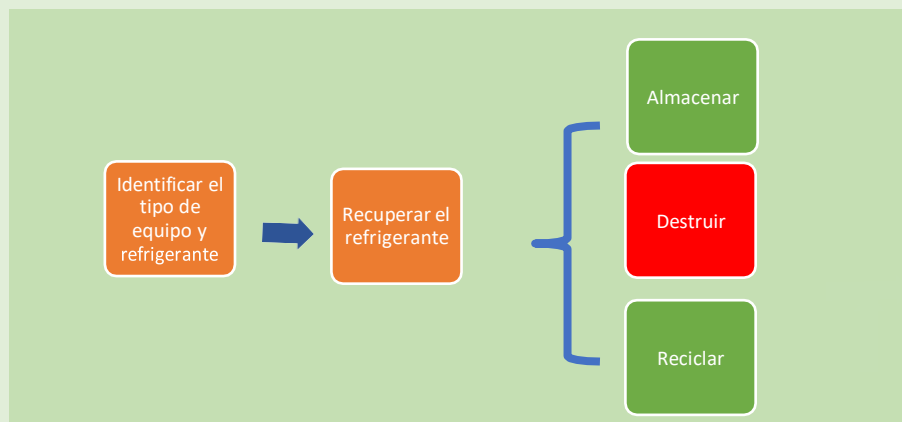 Identificar el
tipo de
equipo y
refrigerante
Recuperar el
refrigerante
Almacenar
Destruir
Reciclar